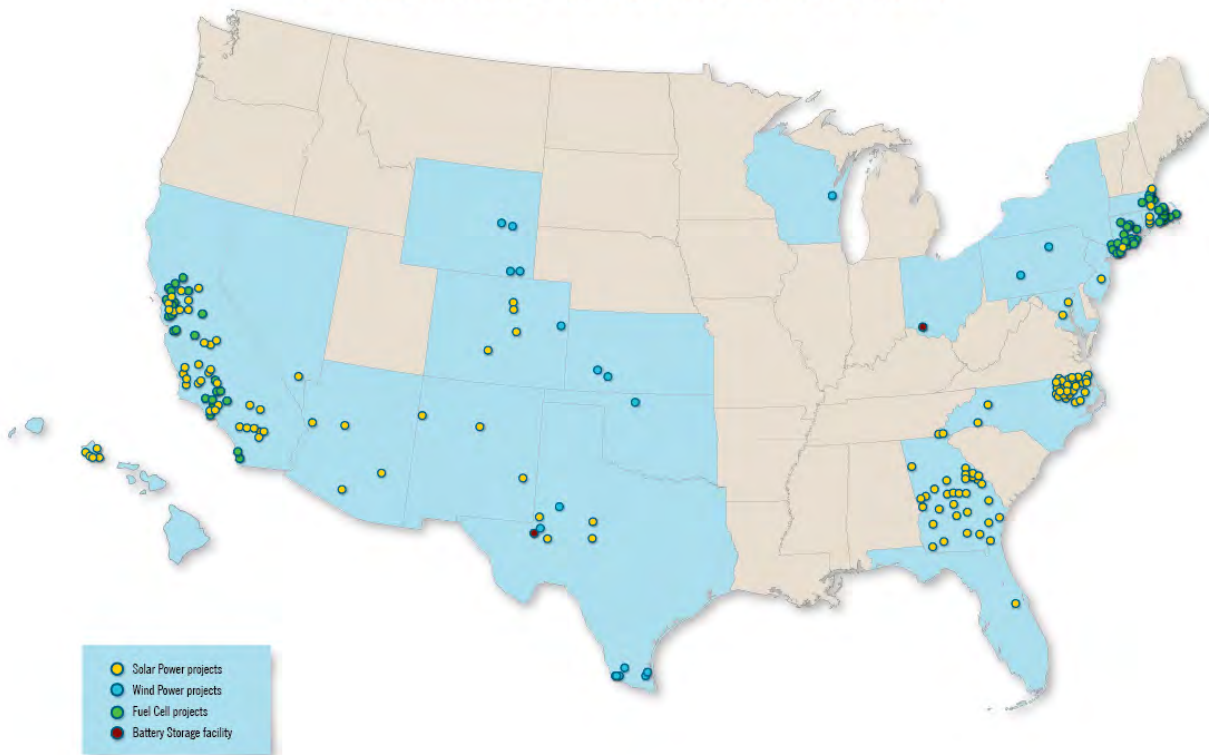 Solar Power projects
Wind Power projects
Fuel Cell projects
Battery Storage facility